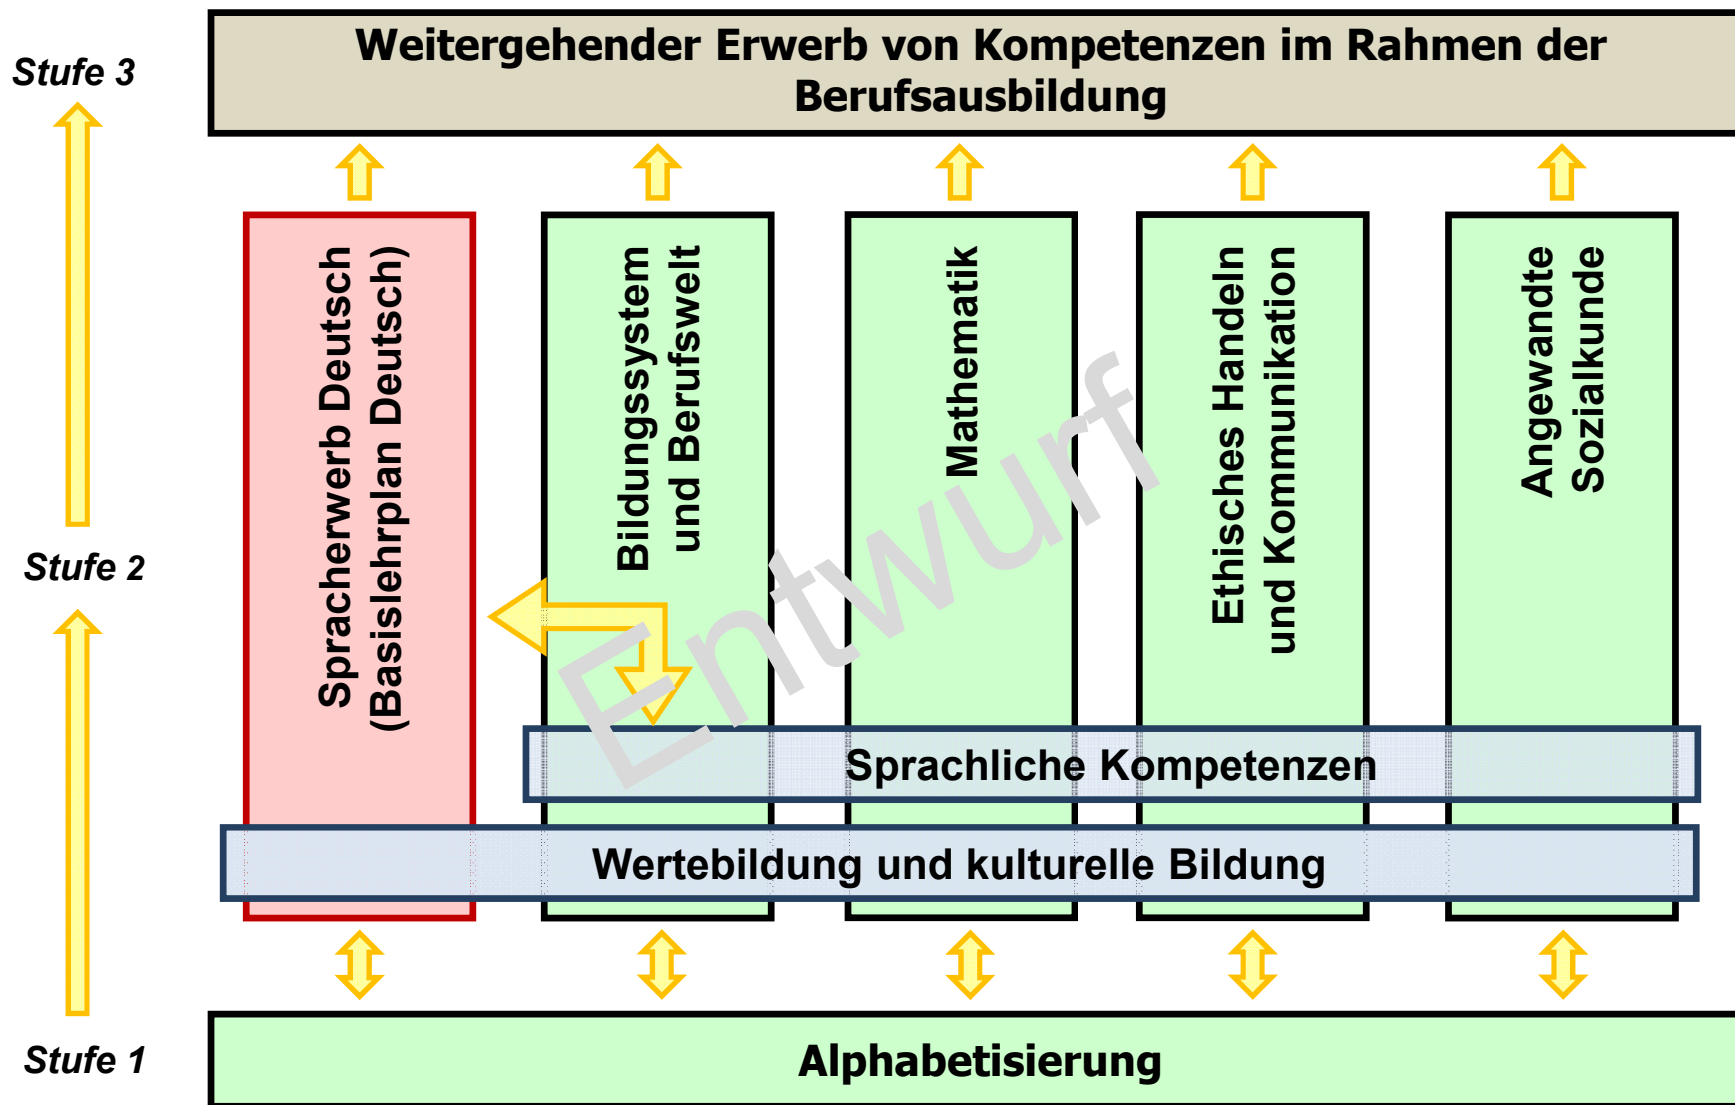 Weitergehender Erwerb von Kompetenzen im Rahmen der
Berufsausbildung
Stufe 3
Spracherwerb Deutsch
(Basislehrplan Deutsch)
Bildungssystem
und Berufswelt
Mathematik
Ethisches Handeln
und Kommunikation
Angewandte
Sozialkunde
Stufe 2
Entwurf
Sprachliche Kompetenzen
Wertebildung und kulturelle Bildung
Stufe 1
Alphabetisierung